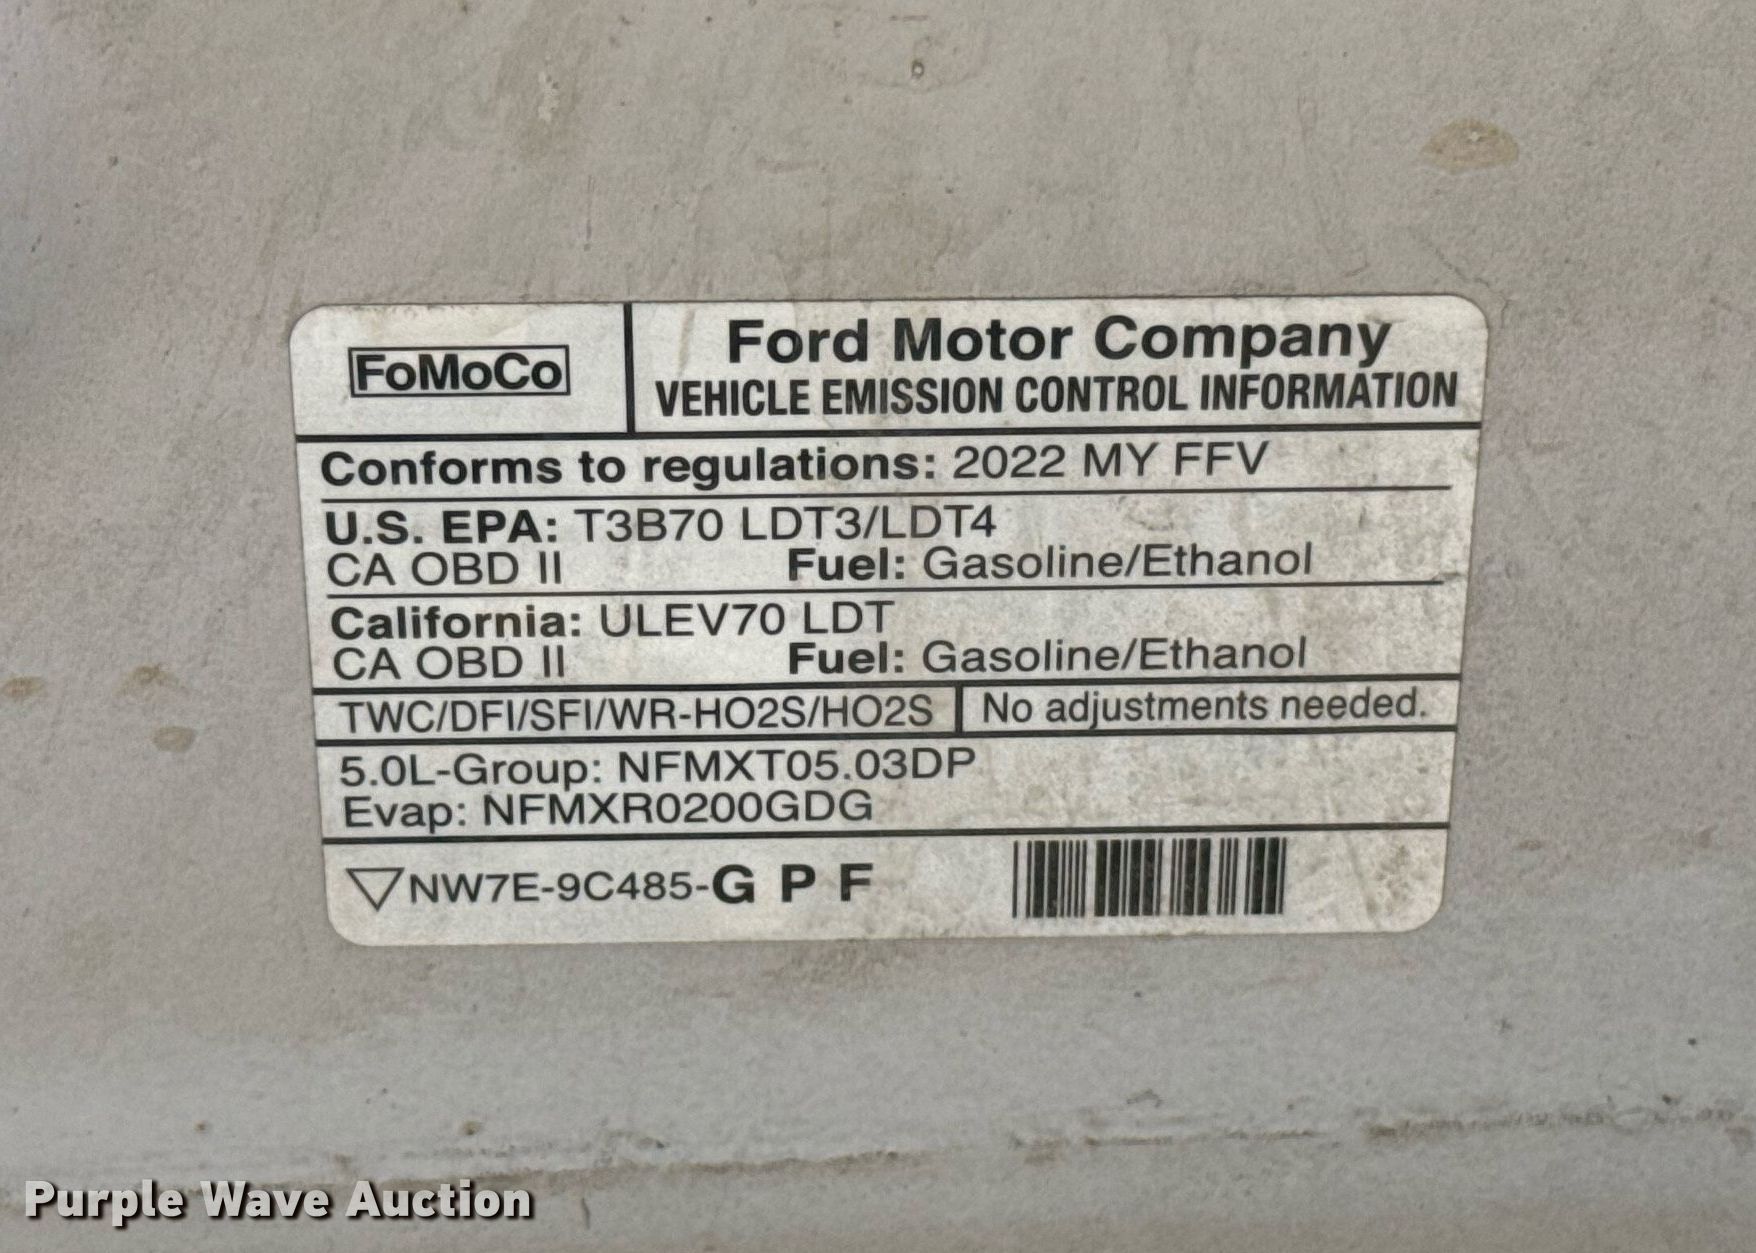 FoMoCo
Ford Motor Company
VEHICLE EMISSION CONTROL INFORMATION
Conforms to regulations: 2022 MY FFV
U.S. EPA: T3B70 LDT3/LDT4
CA OBD II Fuel: Gasoline/Ethanol
California: ULEV70 LDT
CA OBD II Fuel: Gasoline/Ethanol
TWC/DFI/SFI/WR-HO2S/HO2S No adjustments needed.
5.0L-Group: NFMXT05.03DP
Evap: NFMXR0200GDG
NW7E-9C485-G P F
Purple Wave Auction